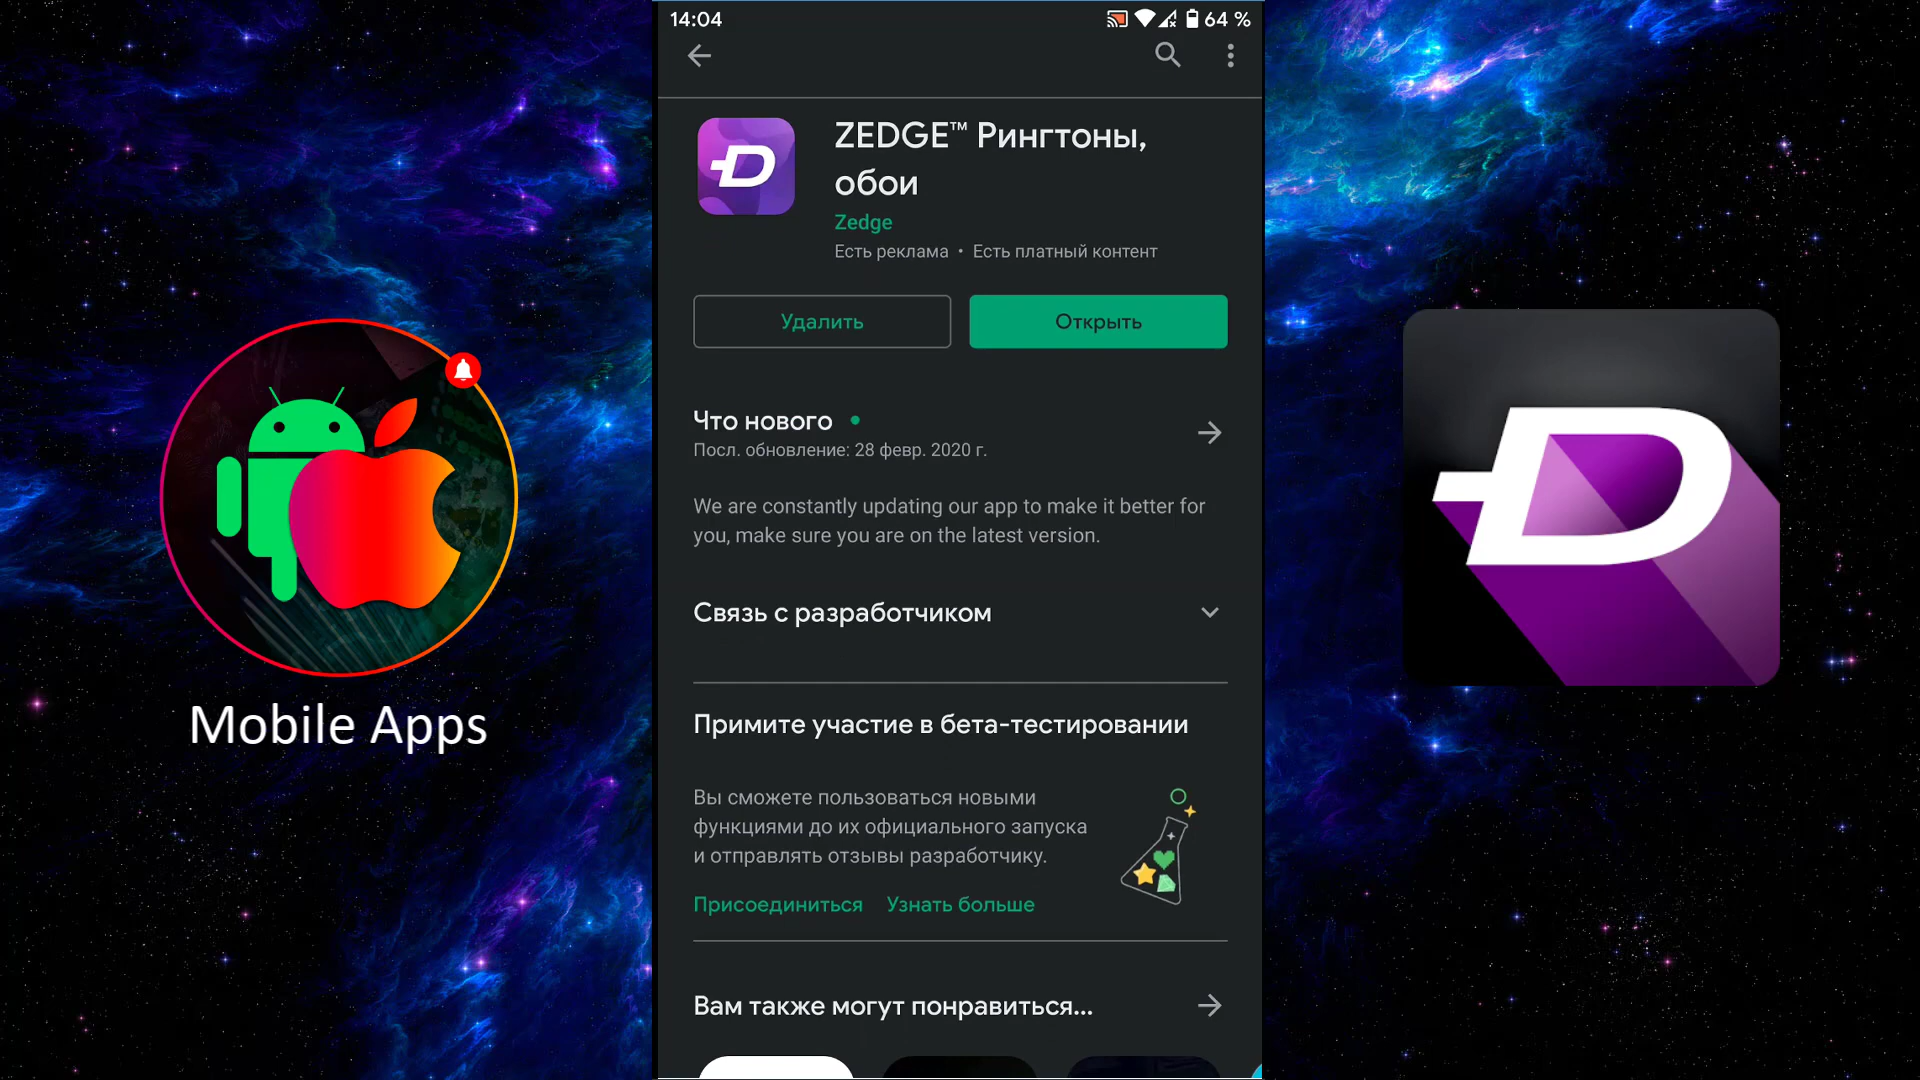 14:04
64 %
ZEDGE™ Рингтоны,
обои
Zedge
Есть реклама • Есть платный контент
Удалить
Открыть
Что нового
Посл. обновление: 28 февр. 2020 г.
We are constantly updating our app to make it better for
you, make sure you are on the latest version.
Связь с разработчиком
Примите участие в бета-тестировании
Вы сможете пользоваться новыми
функциями до их официального запуска
и отправлять отзывы разработчику.
Присоединиться Узнать больше
Вам также могут понравиться...
Mobile Apps